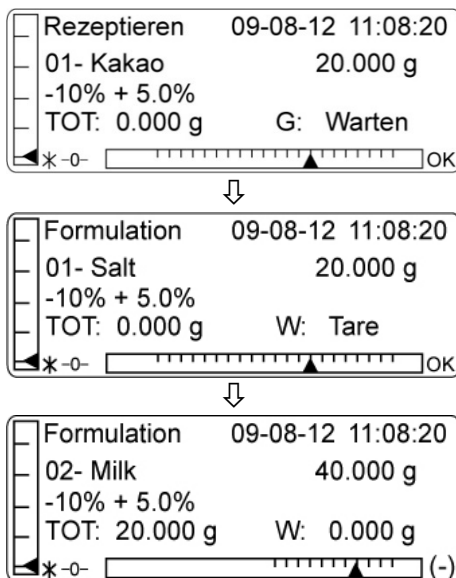 Rezeptieren 09-08-12 11:08:20
01- Kakao 20.000 g
-10% + 5.0%
TOT: 0.000 g G: Warten
-0- OK
Formulation 09-08-12 11:08:20
01- Salt 20.000 g
-10% + 5.0%
TOT: 0.000 g W: Tare
-0- OK
Formulation 09-08-12 11:08:20
02- Milk 40.000 g
-10% + 5.0%
TOT: 20.000 g W: 0.000 g
-0- (-)